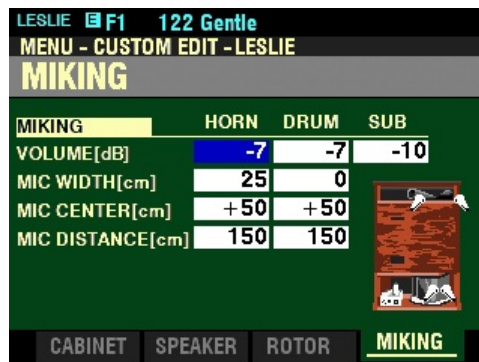 LESLIE E F1 122 Gentle
MENU - CUSTOM EDIT - LESLIE
MIKING
MIKING HORN DRUM SUB
VOLUME[dB] -7 -7 -10
MIC WIDTH[cm] 25 0
MIC CENTER[cm] +50 +50
MIC DISTANCE[cm] 150 150
CABINET SPEAKER ROTOR MIKING